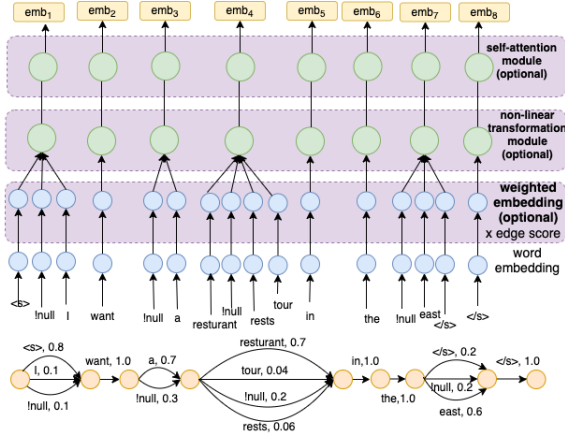 emb1 emb2 emb3 emb4 emb5 emb6 emb7 emb8
self-attention
module
(optional)
non-linear
transformation
module
(optional)
weighted
embedding
(optional)
x edge score
word
embedding
<s> !null I want !null a resturant !null rests tour in the !null east </s> </s>
<s>, 0.8
I, 0.1
!null, 0.1
want, 1.0
a, 0.7
!null, 0.3
resturant, 0.7
tour, 0.04
!null, 0.2
rests, 0.06
in,1.0
the,1.0
</s>, 0.2
!null, 0.2
east, 0.6
</s>, 1.0